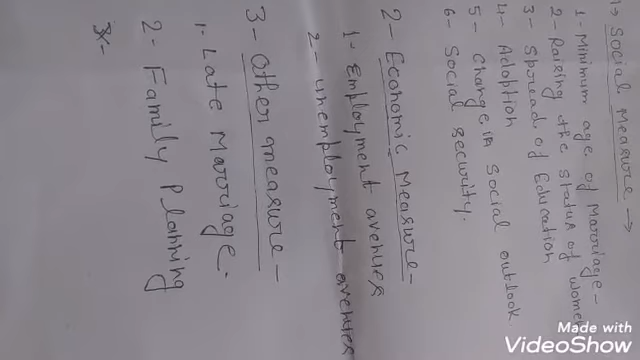 1 → Social Measure →
1 - Minimum age of Marriage -
2 - Raising the status of women
3 - Spread of Education
4 - Adoption
5 - Change in Social outlook
6 - Social security.
2 - Economic Measure -
1 - Employment avenues
2 - unemployment avenues
3 - Other measure -
1. Late Marriage.
2 - Family Planning
Made with
VideoShow